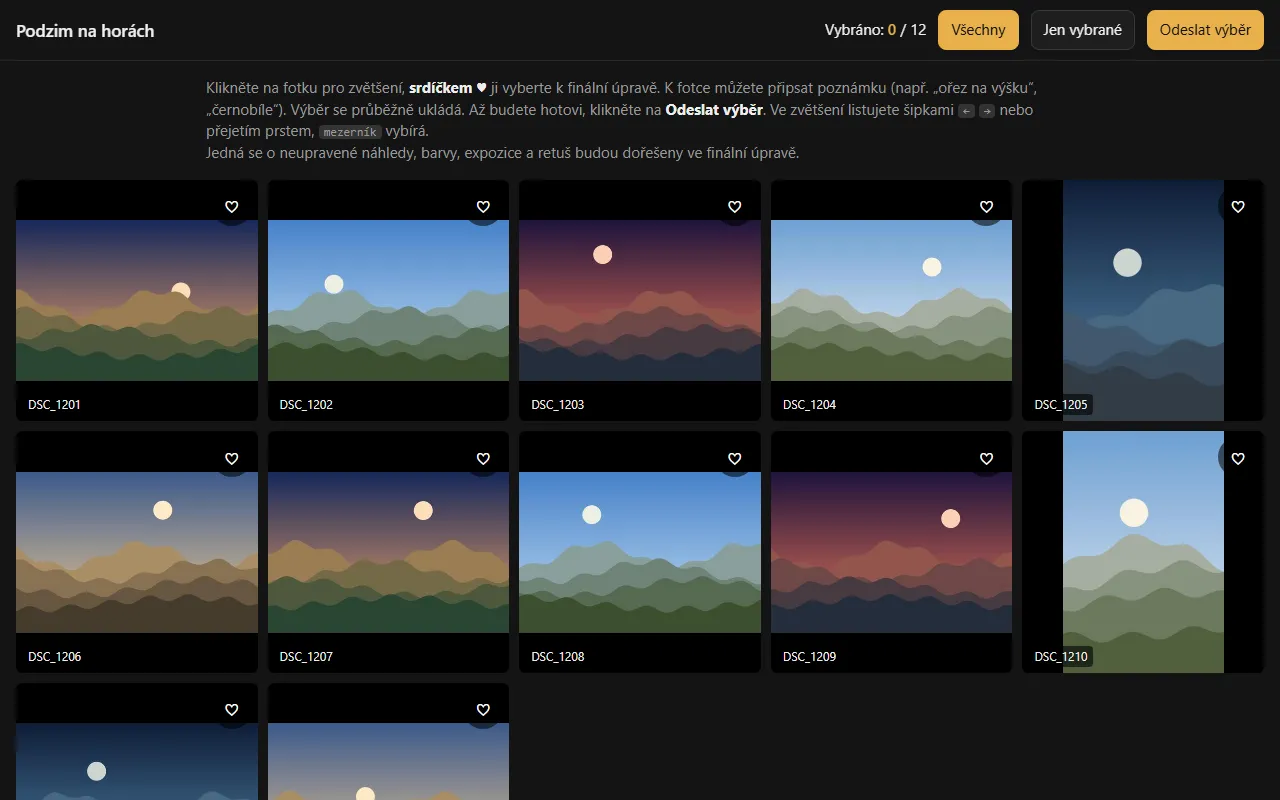 Podzim na horách
Vybráno: 0 / 12
Všechny
Jen vybrané
Odeslat výběr
Klikněte na fotku pro zvětšení, srdíčkem ♥ ji vyberte k finální úpravě. K fotce můžete připsat poznámku (např. „ořez na výšku“,
„černobíle“). Výběr se průběžně ukládá. Až budete hotovi, klikněte na Odeslat výběr. Ve zvětšení listujete šipkami ← → nebo
přejetím prstem, mezerník vybírá.
Jedná se o neupravené náhledy, barvy, expozice a retuš budou dořešeny ve finální úpravě.
DSC_1201
DSC_1202
DSC_1203
DSC_1204
DSC_1205
DSC_1206
DSC_1207
DSC_1208
DSC_1209
DSC_1210